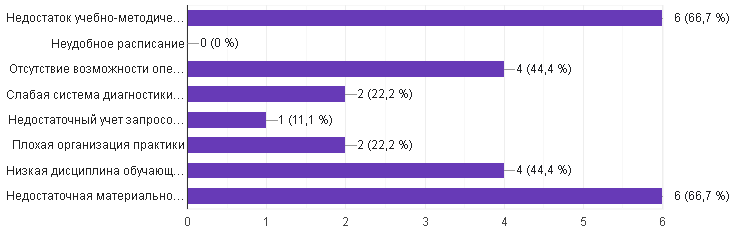 Недостаток учебно-методиче… 6 (66,7 %)
Неудобное расписание 0 (0 %)
Отсутствие возможности опе… 4 (44,4 %)
Слабая система диагностики… 2 (22,2 %)
Недостаточный учет запросо… 1 (11,1 %)
Плохая организация практики 2 (22,2 %)
Низкая дисциплина обучающ… 4 (44,4 %)
Недостаточная материально… 6 (66,7 %)
0 1 2 3 4 5 6